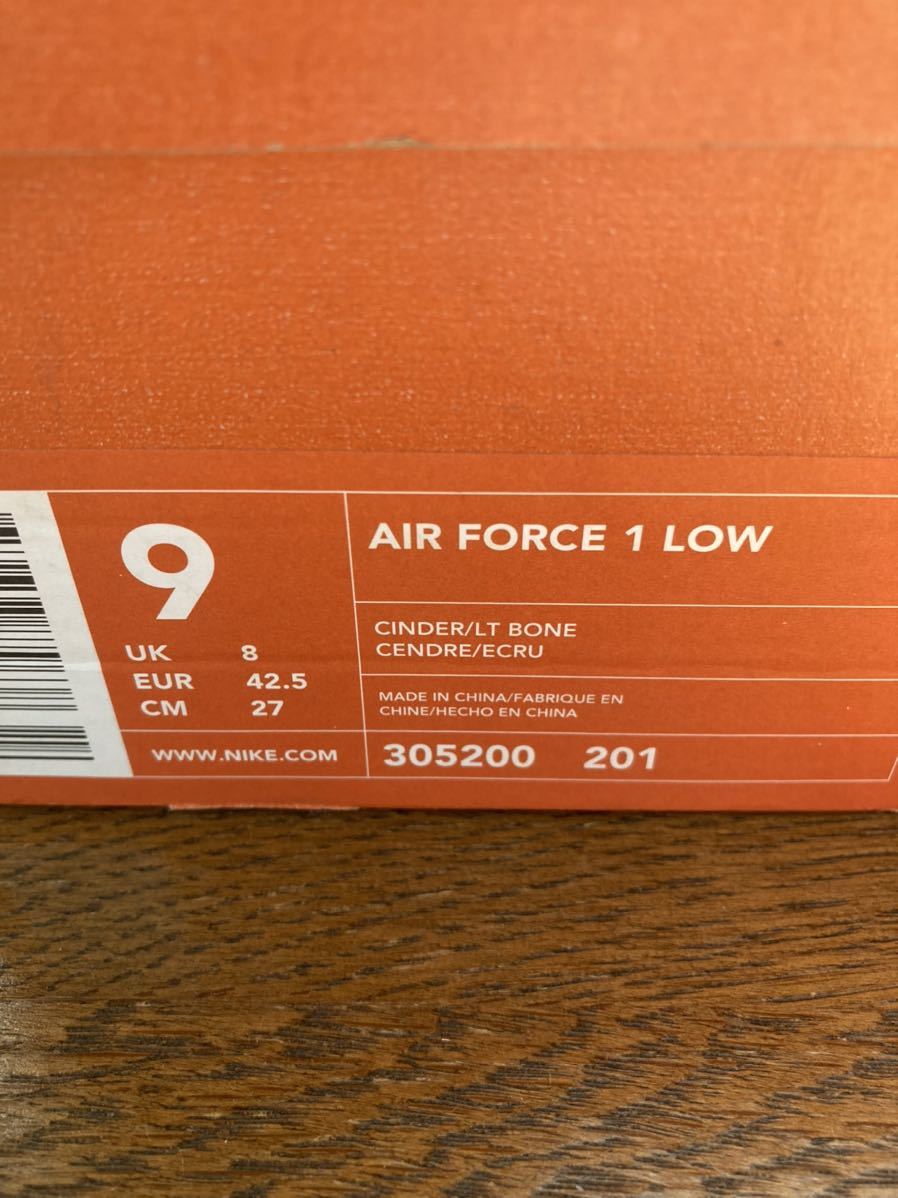 9
UK 8
EUR 42.5
CM 27
WWW.NIKE.COM
AIR FORCE 1 LOW
CINDER/LT BONE
CENDRE/ECRU
MADE IN CHINA/FABRIQUE EN
CHINE/HECHO EN CHINA
305200 201